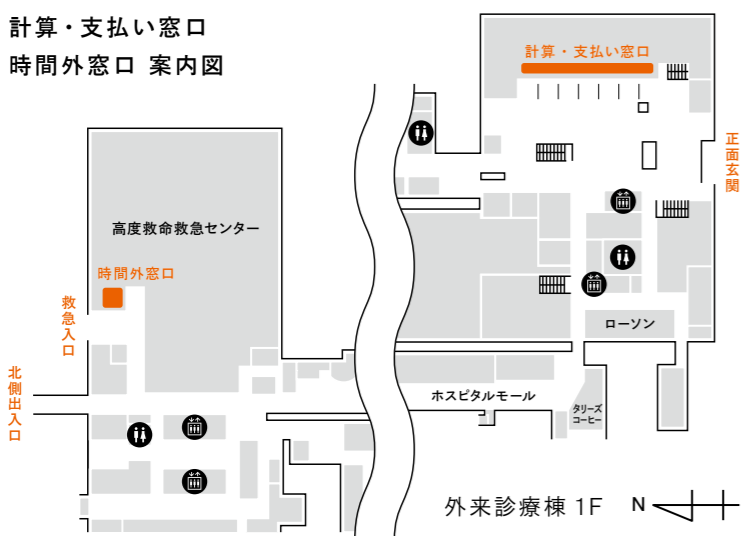 計算・支払い窓口
時間外窓口 案内図
計算・支払い窓口
正面玄関
高度救命救急センター
時間外窓口
救急入口
北側出入口
ローソン
ホスピタルモール
タリーズ
コーヒー
外来診療棟 1F
N